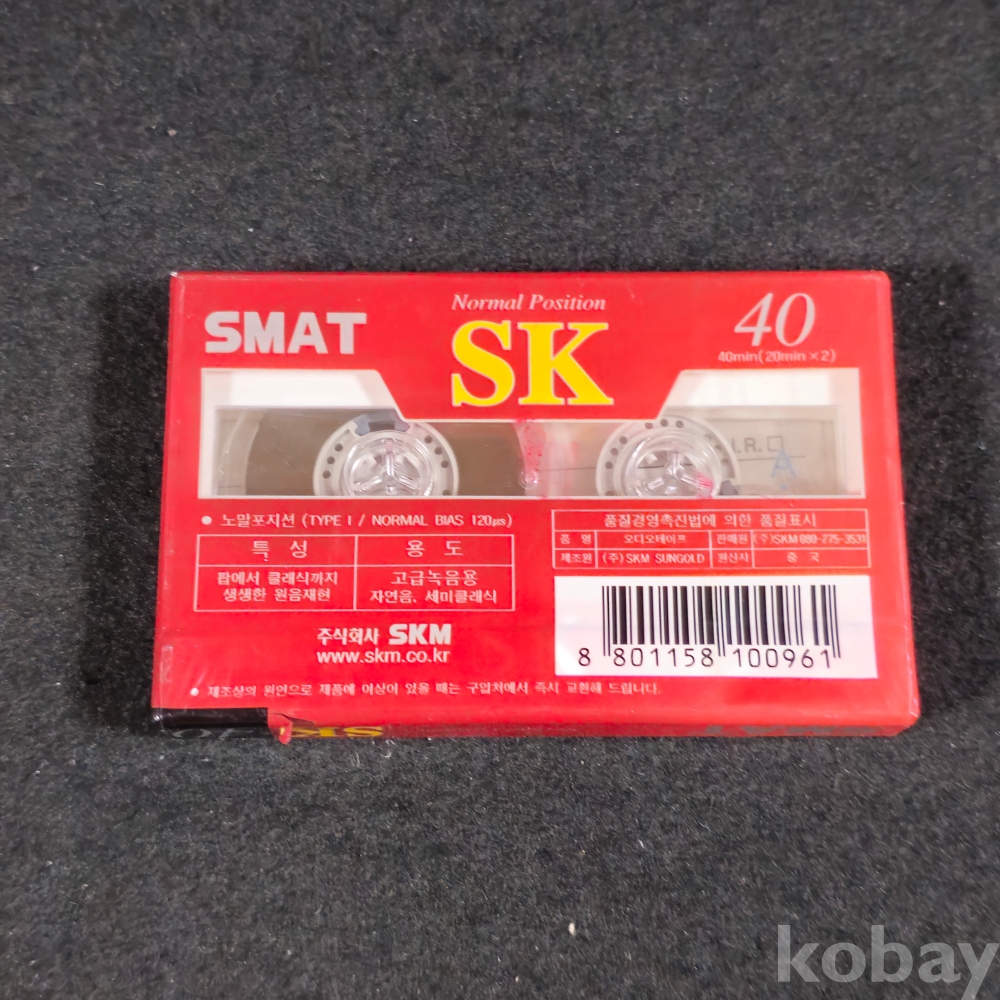 Normal Position
SMAT
SK
40
40min(20min×2)
I.R.
A
• 노말포지션 (TYPE I / NORMAL BIAS 120µs)
특 성 용 도
팝에서 클래식까지 고급녹음용
생생한 원음재현 자연음, 세미클래식
품질경영촉진법에 의한 품질표시
품 명 오디오테이프 판매원 (주)SKM 080-275-3531
제조원 (주) SKM SUNGOLD 원산지 중 국
주식회사 SKM
www.skm.co.kr
8 801158 100961
• 제조상의 원인으로 제품에 이상이 있을 때는 구입처에서 즉시 교환해 드립니다.
SK
kobay